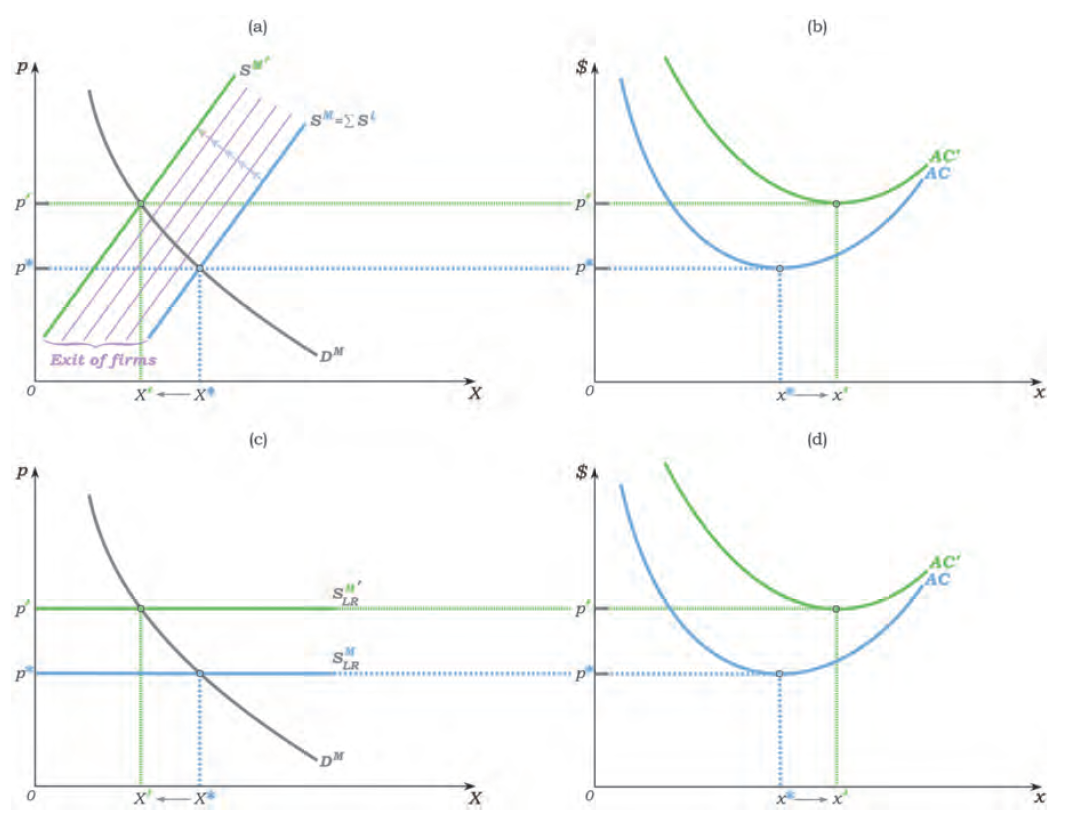 (a)
(b)
p
S^M'
S^M=∑ S^i
$
AC'
AC
p'
p'
p*
p*
Exit of firms
D^M
0
X' X*
X
0
x* x'
x
(c)
(d)
p
$
S_LR^M'
AC'
AC
p'
p'
S_LR^M
p*
p*
D^M
0
X' X*
X
0
x* x'
x